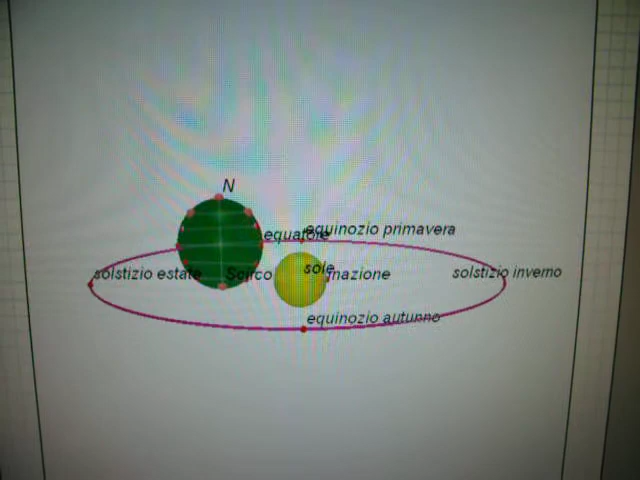 N
equatore
equinozio primavera
solstizio estate
S
sole
solstizio inverno
equinozio autunno